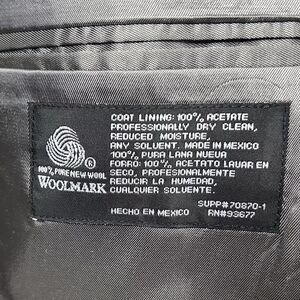 COAT LINING: 100% ACETATE
PROFESSIONALLY DRY CLEAN,
REDUCED MOISTURE,
ANY SOLVENT. MADE IN MEXICO
"100% PURA LANA NUEVA
FORRO: 100% ACETATO LAVAR EN
SECO, PROFESIONALMENTE
REDUCIR LA HUMEDAD,
CUALQUIER SOLVENTE.
SUPP#70870-1
HECHO EN MEXICO RN#99677
®
100% PURE NEW WOOL
WOOLMARK